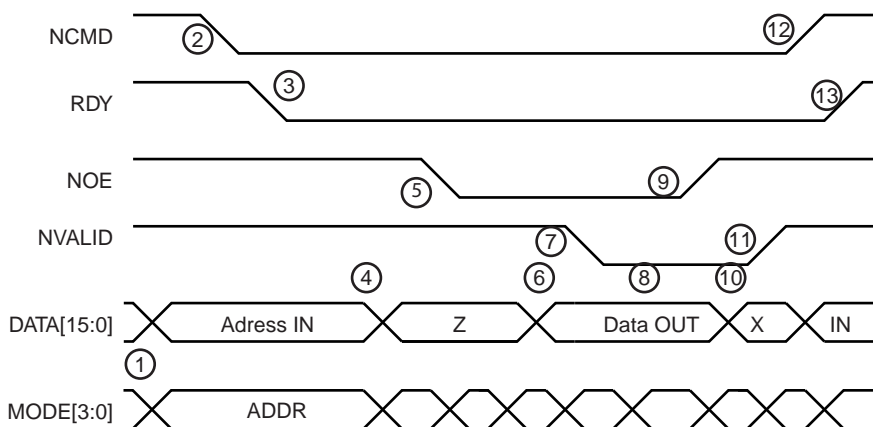 NCMD 2 12
RDY 3 13
NOE 5 9
NVALID 7 11
4 6 8 10
DATA[15:0] Adress IN Z Data OUT X IN
1
MODE[3:0] ADDR